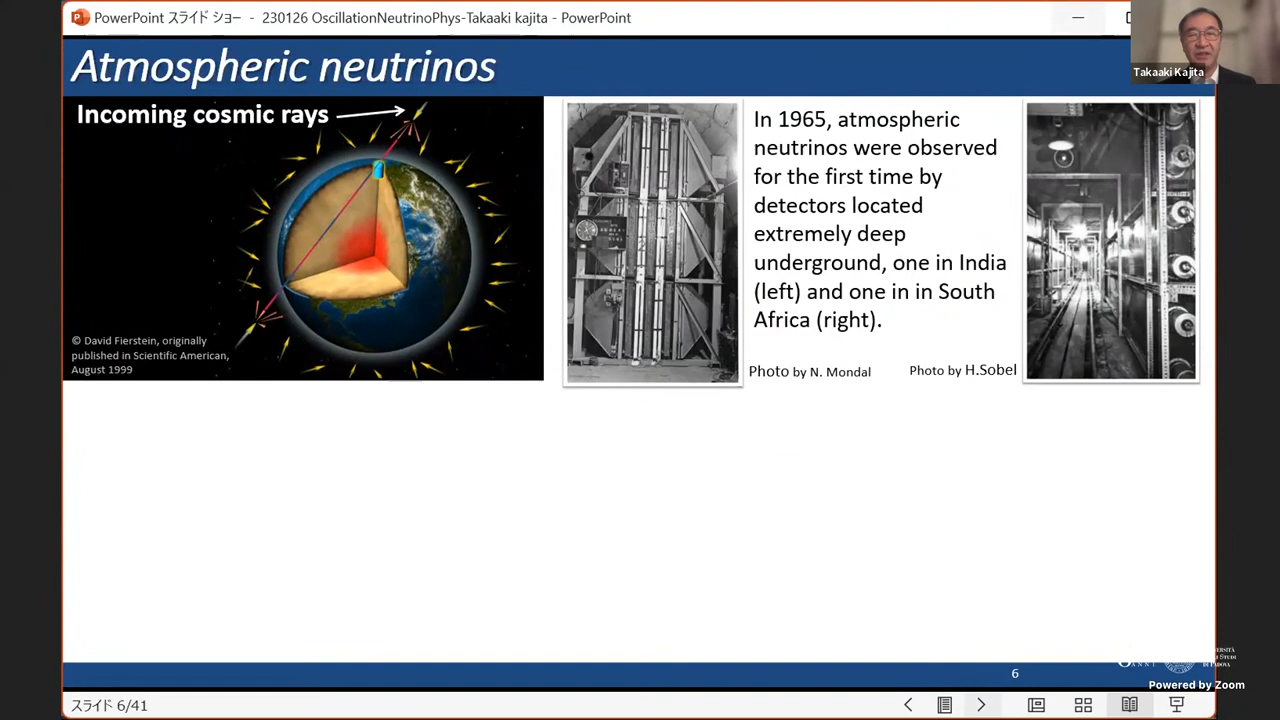 PowerPoint スライド ショー - 230126 OscillationNeutrinoPhys-Takaaki kajita - PowerPoint
Takaaki Kajita
Atmospheric neutrinos
Incoming cosmic rays
© David Fierstein, originally
published in Scientific American,
August 1999
In 1965, atmospheric
neutrinos were observed
for the first time by
detectors located
extremely deep
underground, one in India
(left) and one in in South
Africa (right).
Photo by N. Mondal
Photo by H.Sobel
6
DI PADOVA
Powered by Zoom
スライド 6/41